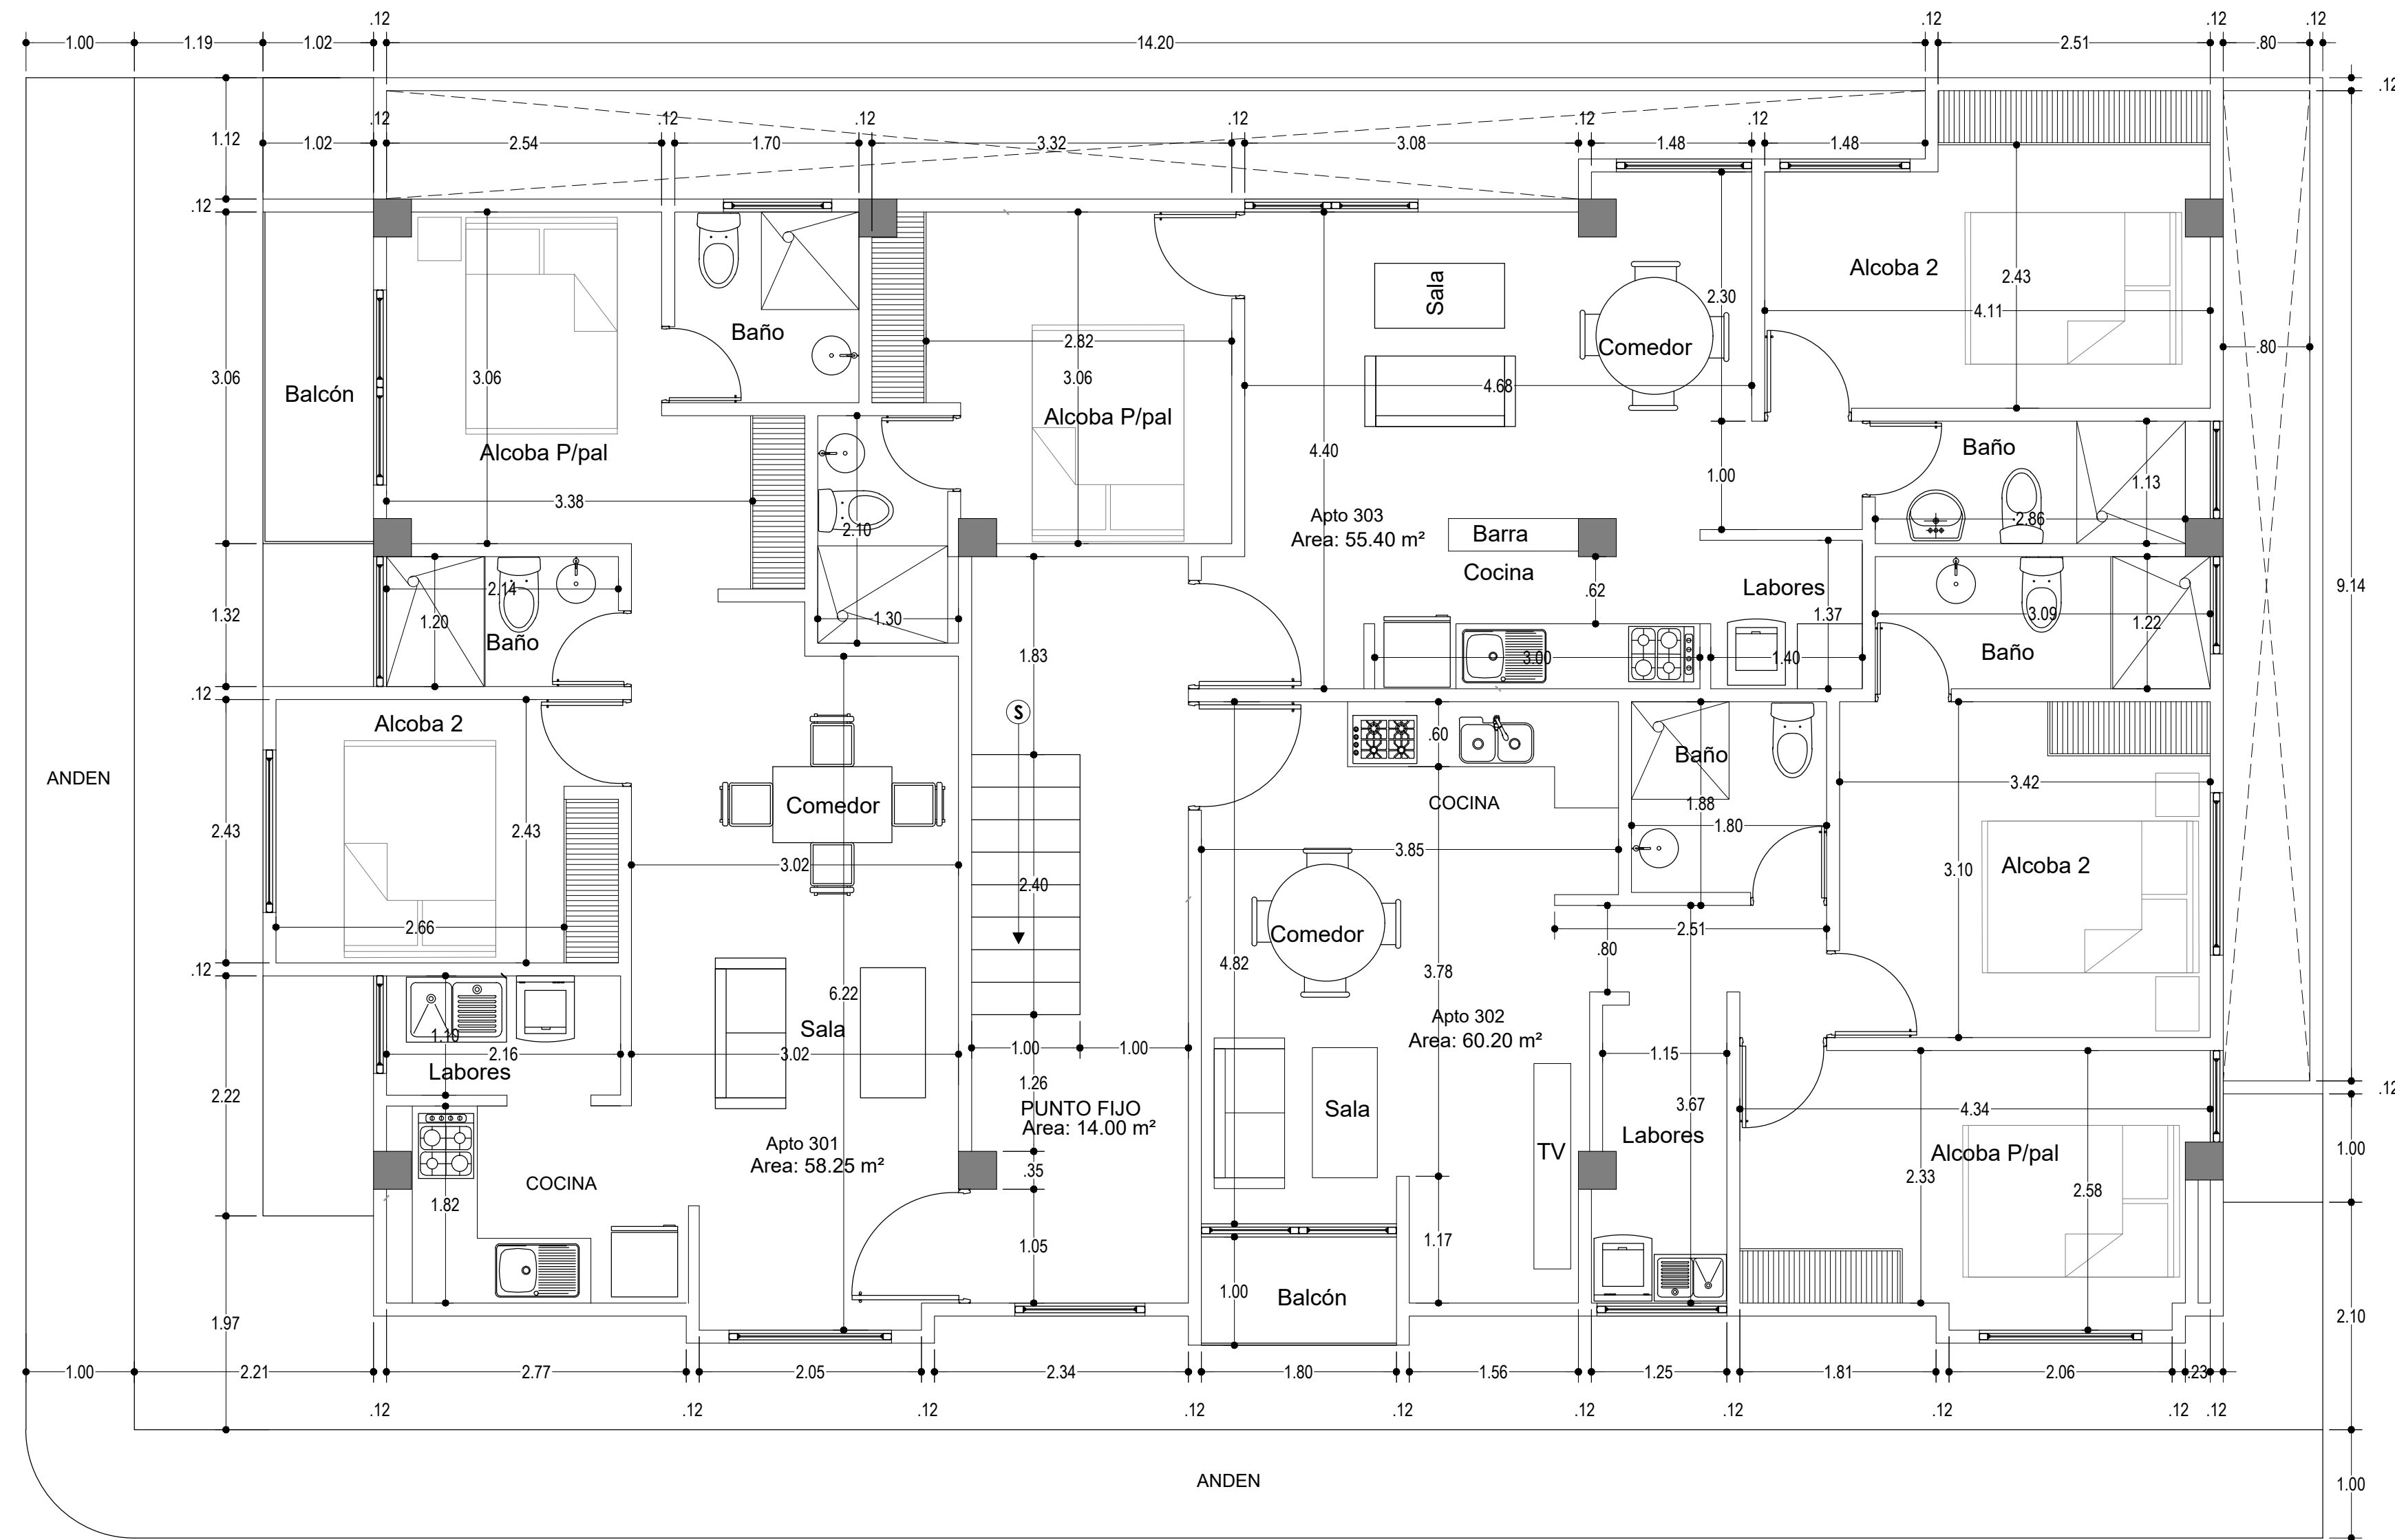 .12 .12 .12 .12
1.00 1.19 1.02 14.20 2.51 .80
.12
.12 .12 .12 .12 .12 .12
1.12 1.02 2.54 1.70 3.32 3.08 1.48 1.48
.12
Alcoba 2
2.43
Sala
2.30
4.11
Baño
2.82
Comedor
.80
3.06
3.06
3.06
4.68
Balcón
Alcoba P/pal
Alcoba P/pal
4.40
Baño
1.00
1.13
3.38
2.10
Apto 303
Area: 55.40 m²
Barra
2.86
Cocina
Labores
.62
9.14
1.32
2.14
1.20
Baño
1.30
1.37
3.09
1.22
1.83
3.00
1.40
Baño
.12
Alcoba 2
S
.60
Baño
ANDEN
3.42
Comedor
COCINA
1.88
2.43
2.43
1.80
3.02
3.85
Alcoba 2
3.10
2.40
2.66
Comedor
2.51
.80
.12
4.82
3.78
6.22
Sala
Apto 302
Area: 60.20 m²
1.10
2.16
3.02
1.00
1.00
1.15
Labores
1.26
.12
2.22
PUNTO FIJO
Area: 14.00 m²
Sala
3.67
4.34
Apto 301
Area: 58.25 m²
Labores
TV
Alcoba P/pal
1.00
.35
COCINA
2.33
2.58
1.82
1.05
1.17
1.00
Balcón
1.97
2.10
1.00 2.21 2.77 2.05 2.34 1.80 1.56 1.25 1.81 2.06 .23
.12 .12 .12 .12 .12 .12 .12 .12 .12 .12
ANDEN
1.00